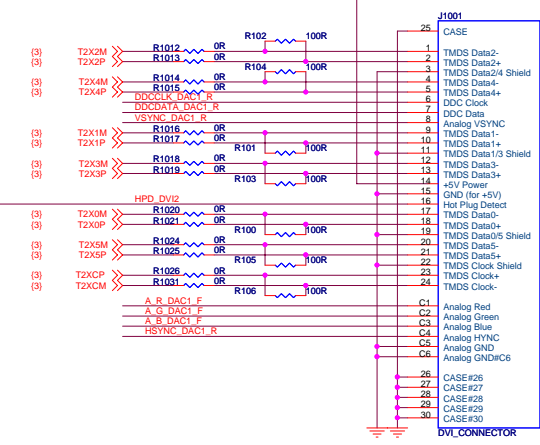 J1001
25 CASE
R102 100R
{3} T2X2M R1012 0R 1 TMDS Data2-
{3} T2X2P R1013 0R 2 TMDS Data2+
R104 100R 3 TMDS Data2/4 Shield
{3} T2X4M R1014 0R 4 TMDS Data4-
{3} T2X4P R1015 0R 5 TMDS Data4+
DDCCLK_DAC1_R 6 DDC Clock
DDCDATA_DAC1_R 7 DDC Data
VSYNC_DAC1_R 8 Analog VSYNC
{3} T2X1M R1016 0R 9 TMDS Data1-
{3} T2X1P R1017 0R 10 TMDS Data1+
R101 100R 11 TMDS Data1/3 Shield
{3} T2X3M R1018 0R 12 TMDS Data3-
{3} T2X3P R1019 0R 13 TMDS Data3+
R103 100R 14 +5V Power
15 GND (for +5V)
HPD_DVI2 16 Hot Plug Detect
{3} T2X0M R1020 0R 17 TMDS Data0-
{3} T2X0P R1021 0R 18 TMDS Data0+
R100 100R 19 TMDS Data0/5 Shield
{3} T2X5M R1024 0R 20 TMDS Data5-
{3} T2X5P R1025 0R 21 TMDS Data5+
R105 100R 22 TMDS Clock Shield
{3} T2XCP R1026 0R 23 TMDS Clock+
{3} T2XCM R1031 0R 24 TMDS Clock-
R106 100R
A_R_DAC1_F C1 Analog Red
A_G_DAC1_F C2 Analog Green
A_B_DAC1_F C3 Analog Blue
HSYNC_DAC1_R C4 Analog HYNC
C5 Analog GND
C6 Analog GND#C6
26 CASE#26
27 CASE#27
28 CASE#28
29 CASE#29
30 CASE#30
DVI_CONNECTOR